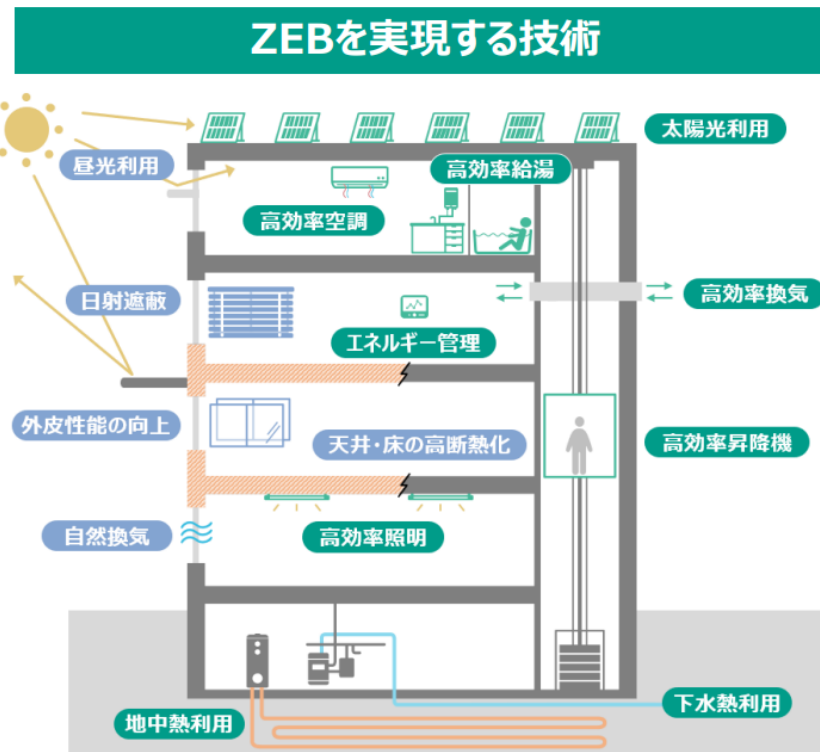 ZEBを実現する技術
太陽光利用
昼光利用
高効率給湯
高効率空調
日射遮蔽
高効率換気
エネルギー管理
外皮性能の向上
天井・床の高断熱化
高効率昇降機
自然換気
高効率照明
下水熱利用
地中熱利用